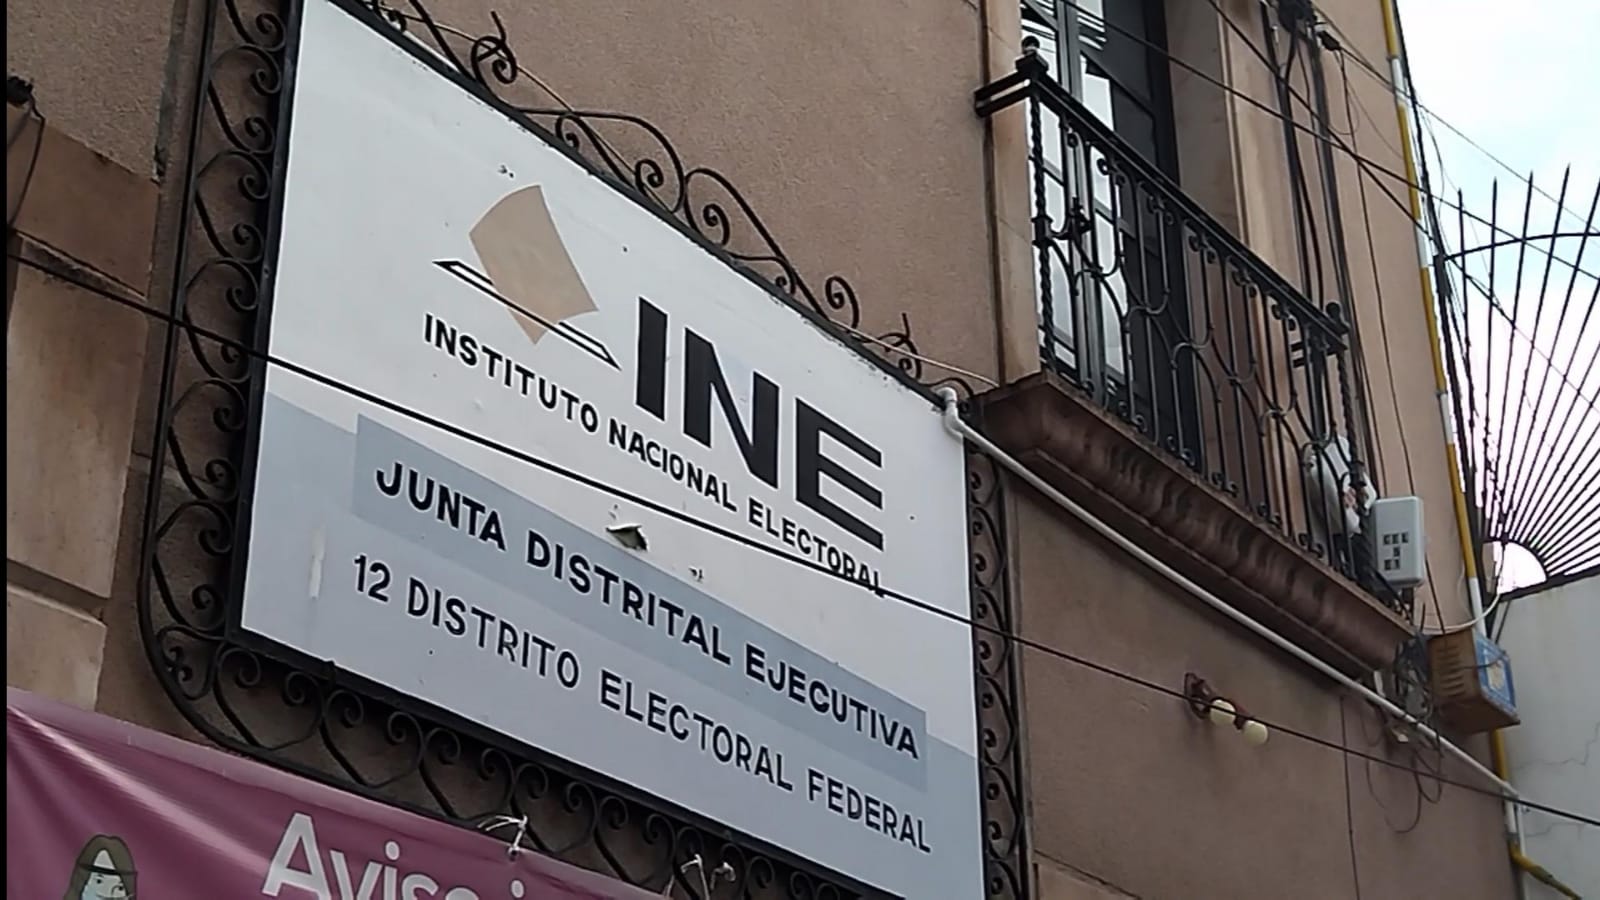 INE
INSTITUTO NACIONAL ELECTORAL
JUNTA DISTRITAL EJECUTIVA
12 DISTRITO ELECTORAL FEDERAL